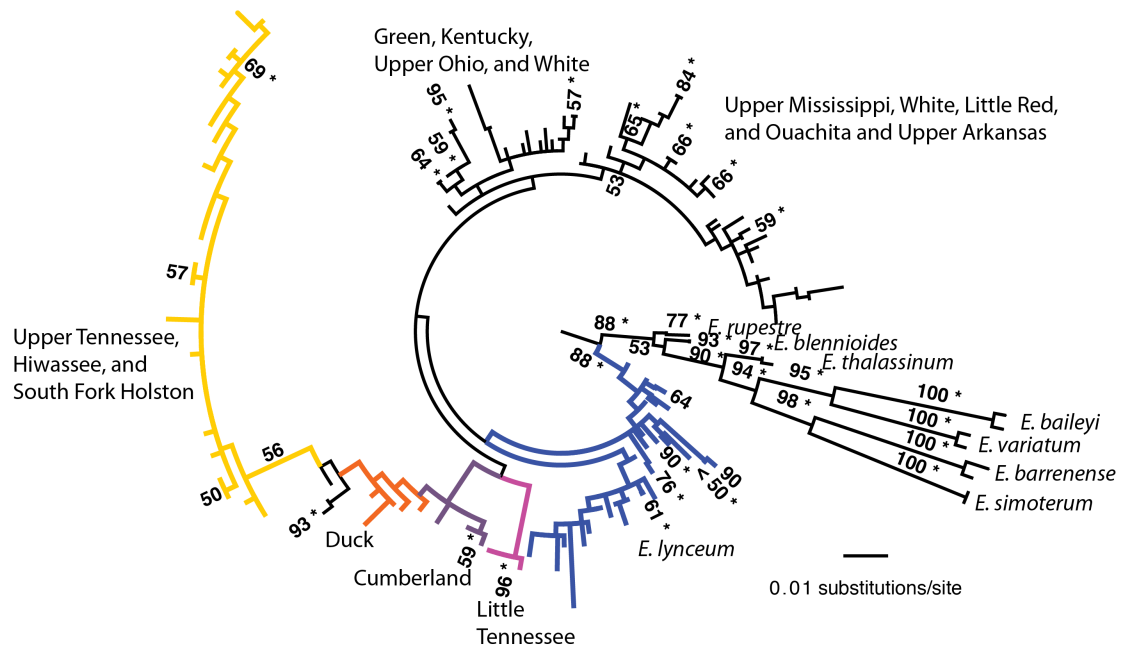 Green, Kentucky,
Upper Ohio, and White
69 *
95 *
59 *
64 *
57 *
65 *
84 *
66 *
66 *
53
59 *
Upper Mississippi, White, Little Red,
and Ouachita and Upper Arkansas
57
Upper Tennessee,
Hiwassee, and
South Fork Holston
88 *
77 *
E. rupestre
93 *
E. blennioides
53
90 *
97 *
E. thalassinum
88 *
94 *
95 *
98 *
100 *
E. baileyi
100 *
E. variatum
100 *
E. barrenense
100 *
E. simoterum
64
90 *
90
< 50 *
76 *
61 *
E. lynceum
56
50
93 *
Duck
59 *
Cumberland
96 *
Little
Tennessee
0.01 substitutions/site